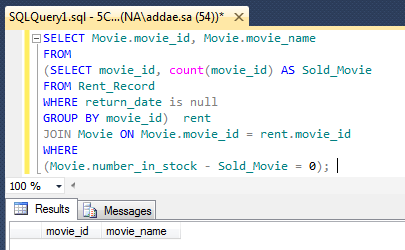 SQLQuery1.sql - 5C...(NA\addae.sa (54))*
SELECT Movie.movie_id, Movie.movie_name
FROM
(SELECT movie_id, count(movie_id) AS Sold_Movie
FROM Rent_Record
WHERE return_date is null
GROUP BY movie_id)  rent
JOIN Movie ON Movie.movie_id = rent.movie_id
WHERE
(Movie.number_in_stock - Sold_Movie = 0);
100 %
Results Messages
movie_id movie_name